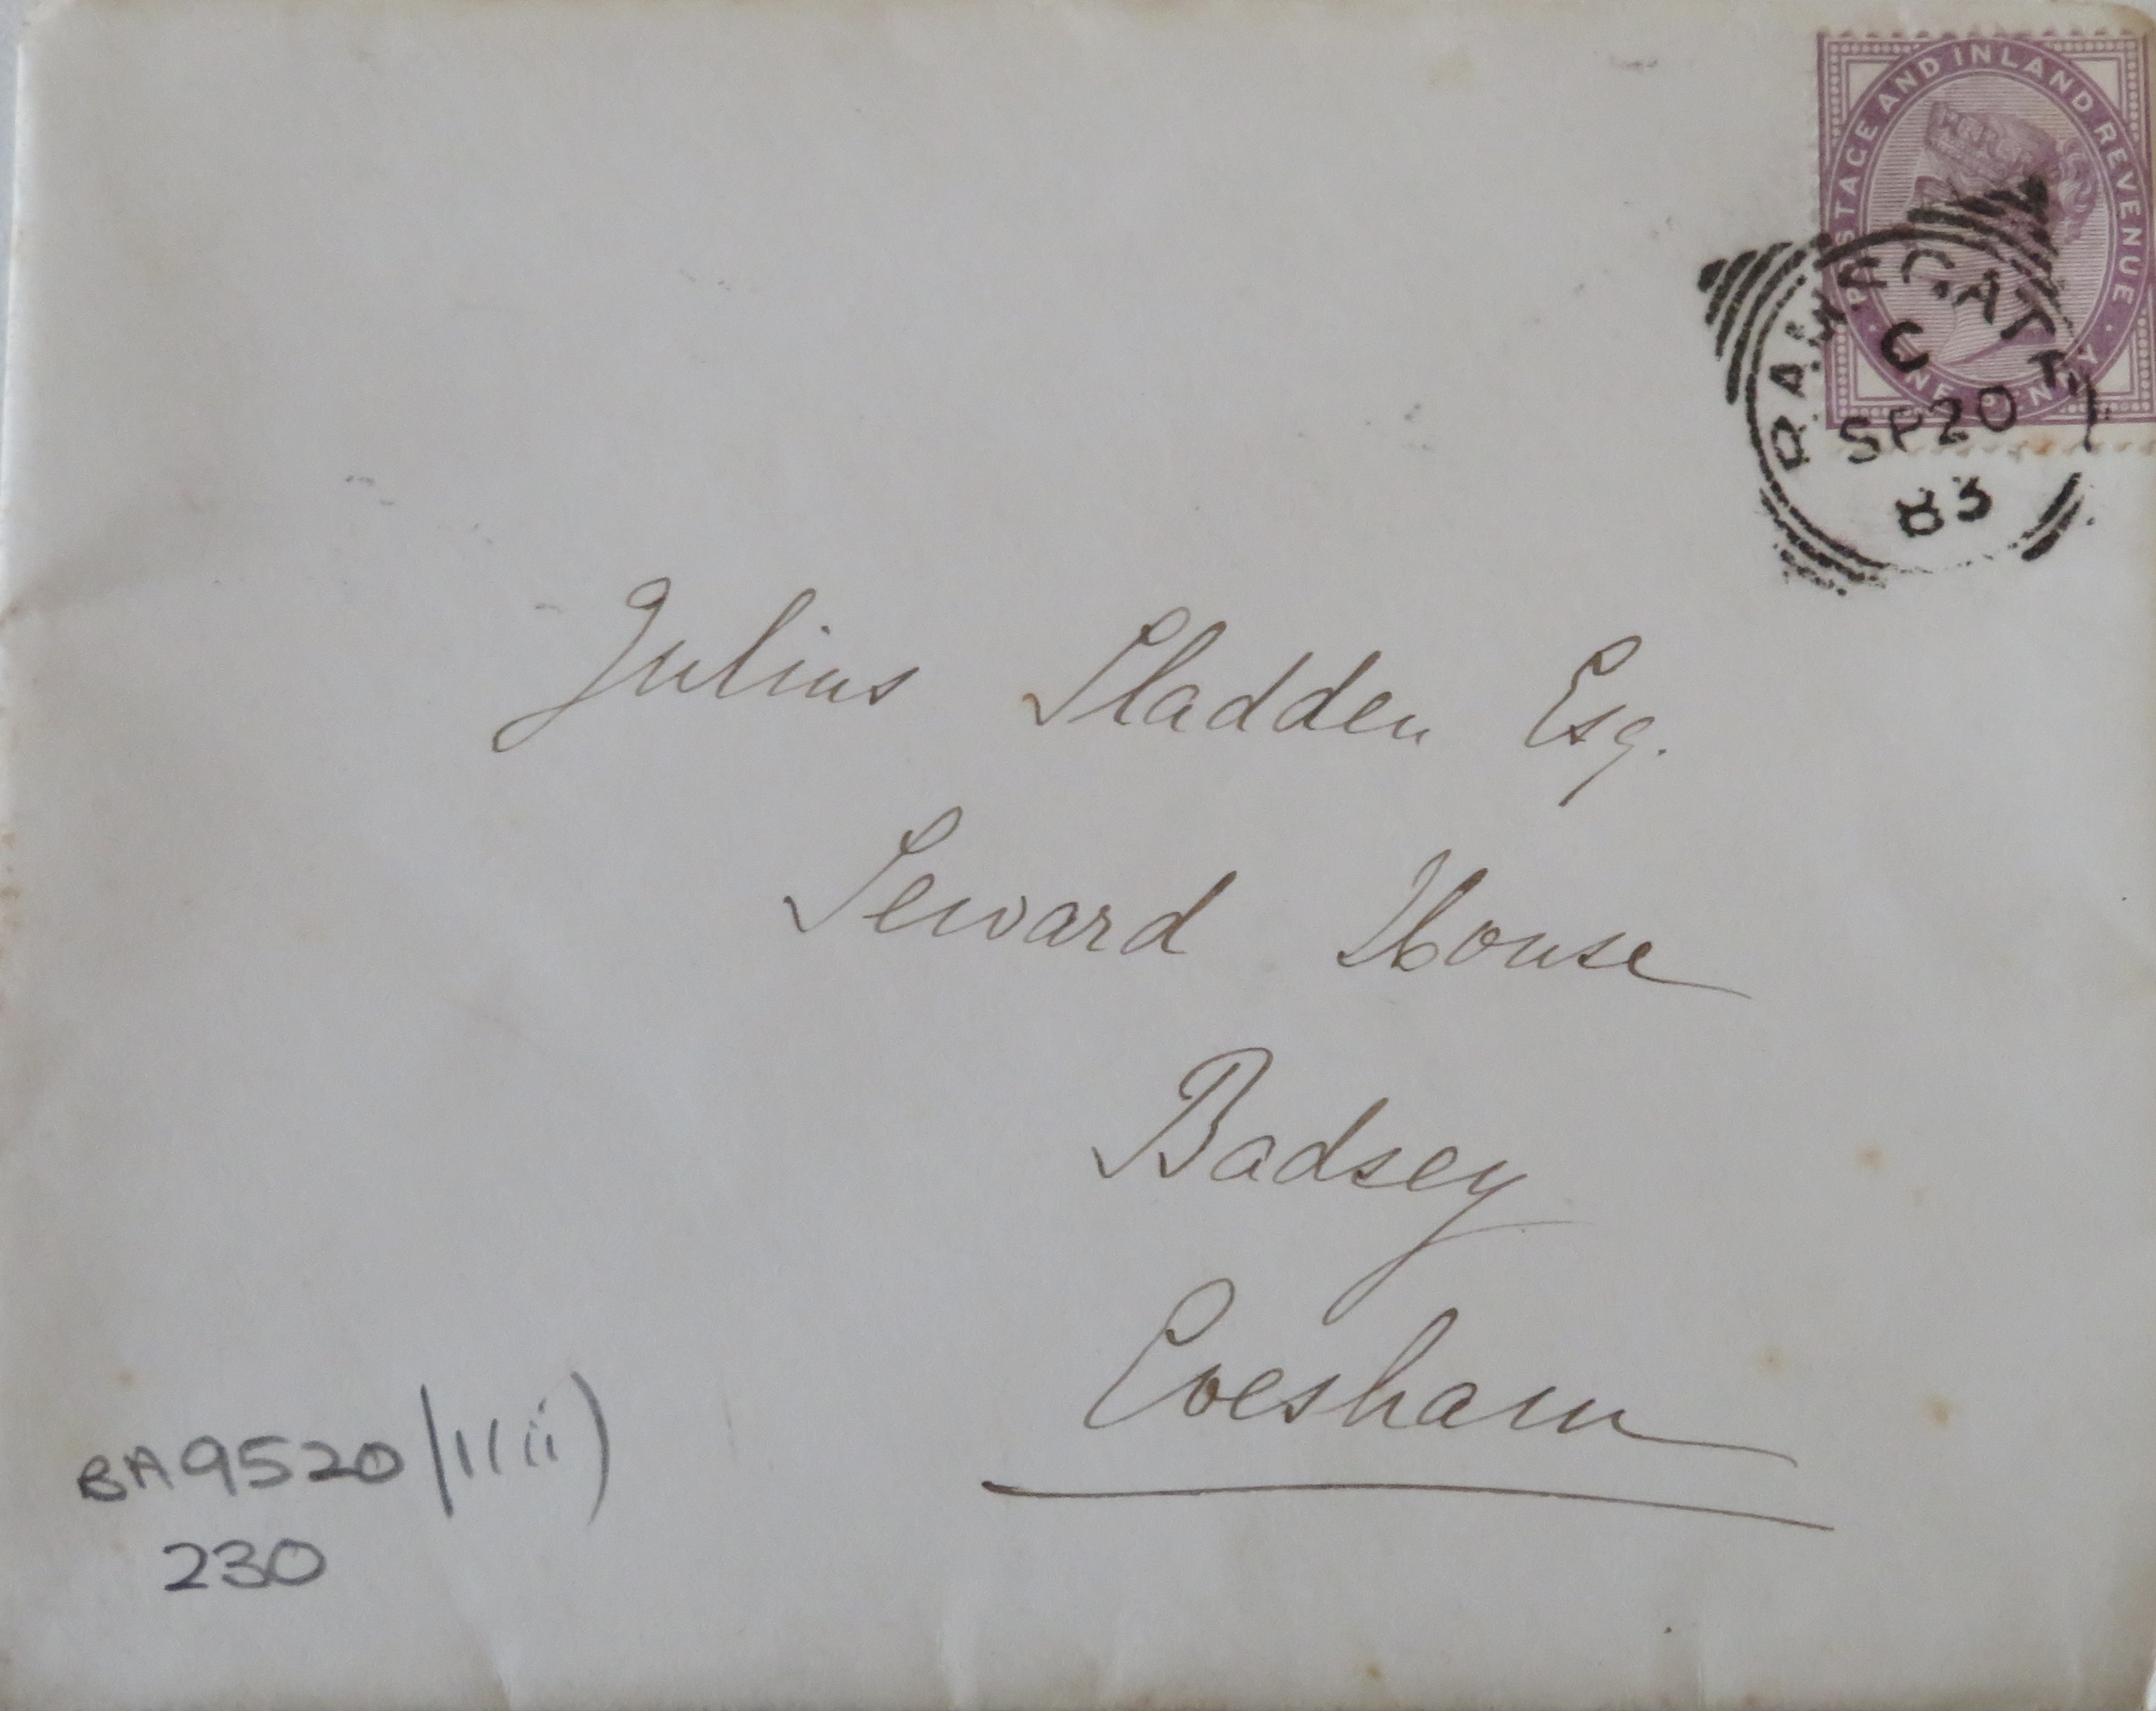 POSTAGE AND INLAND REVENUE
ONE PENNY
RAMSGATE
C
SP 20
83
Julius Sladden Esq.
Seward House
Badsey
Evesham
BA9520/11(ii)
230